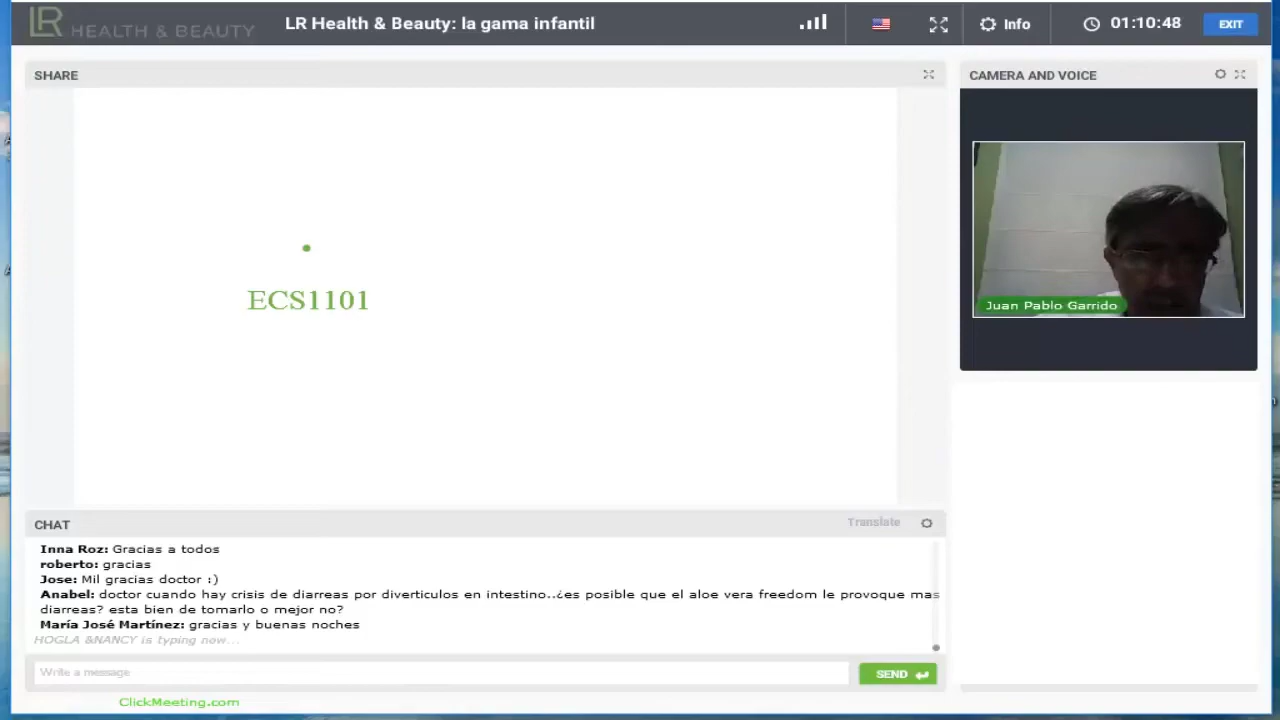 LR HEALTH & BEAUTY
LR Health & Beauty: la gama infantil
Info
01:10:48
EXIT
SHARE
CAMERA AND VOICE
ECS1101
Juan Pablo Garrido
CHAT
Translate
Inna Roz: Gracias a todos
roberto: gracias
Jose: Mil gracias doctor :)
Anabel: doctor cuando hay crisis de diarreas por diverticulos en intestino..¿es posible que el aloe vera freedom le provoque mas
diarreas? esta bien de tomarlo o mejor no?
María José Martínez: gracias y buenas noches
HOGLA &NANCY is typing now...
Write a message
SEND
ClickMeeting.com